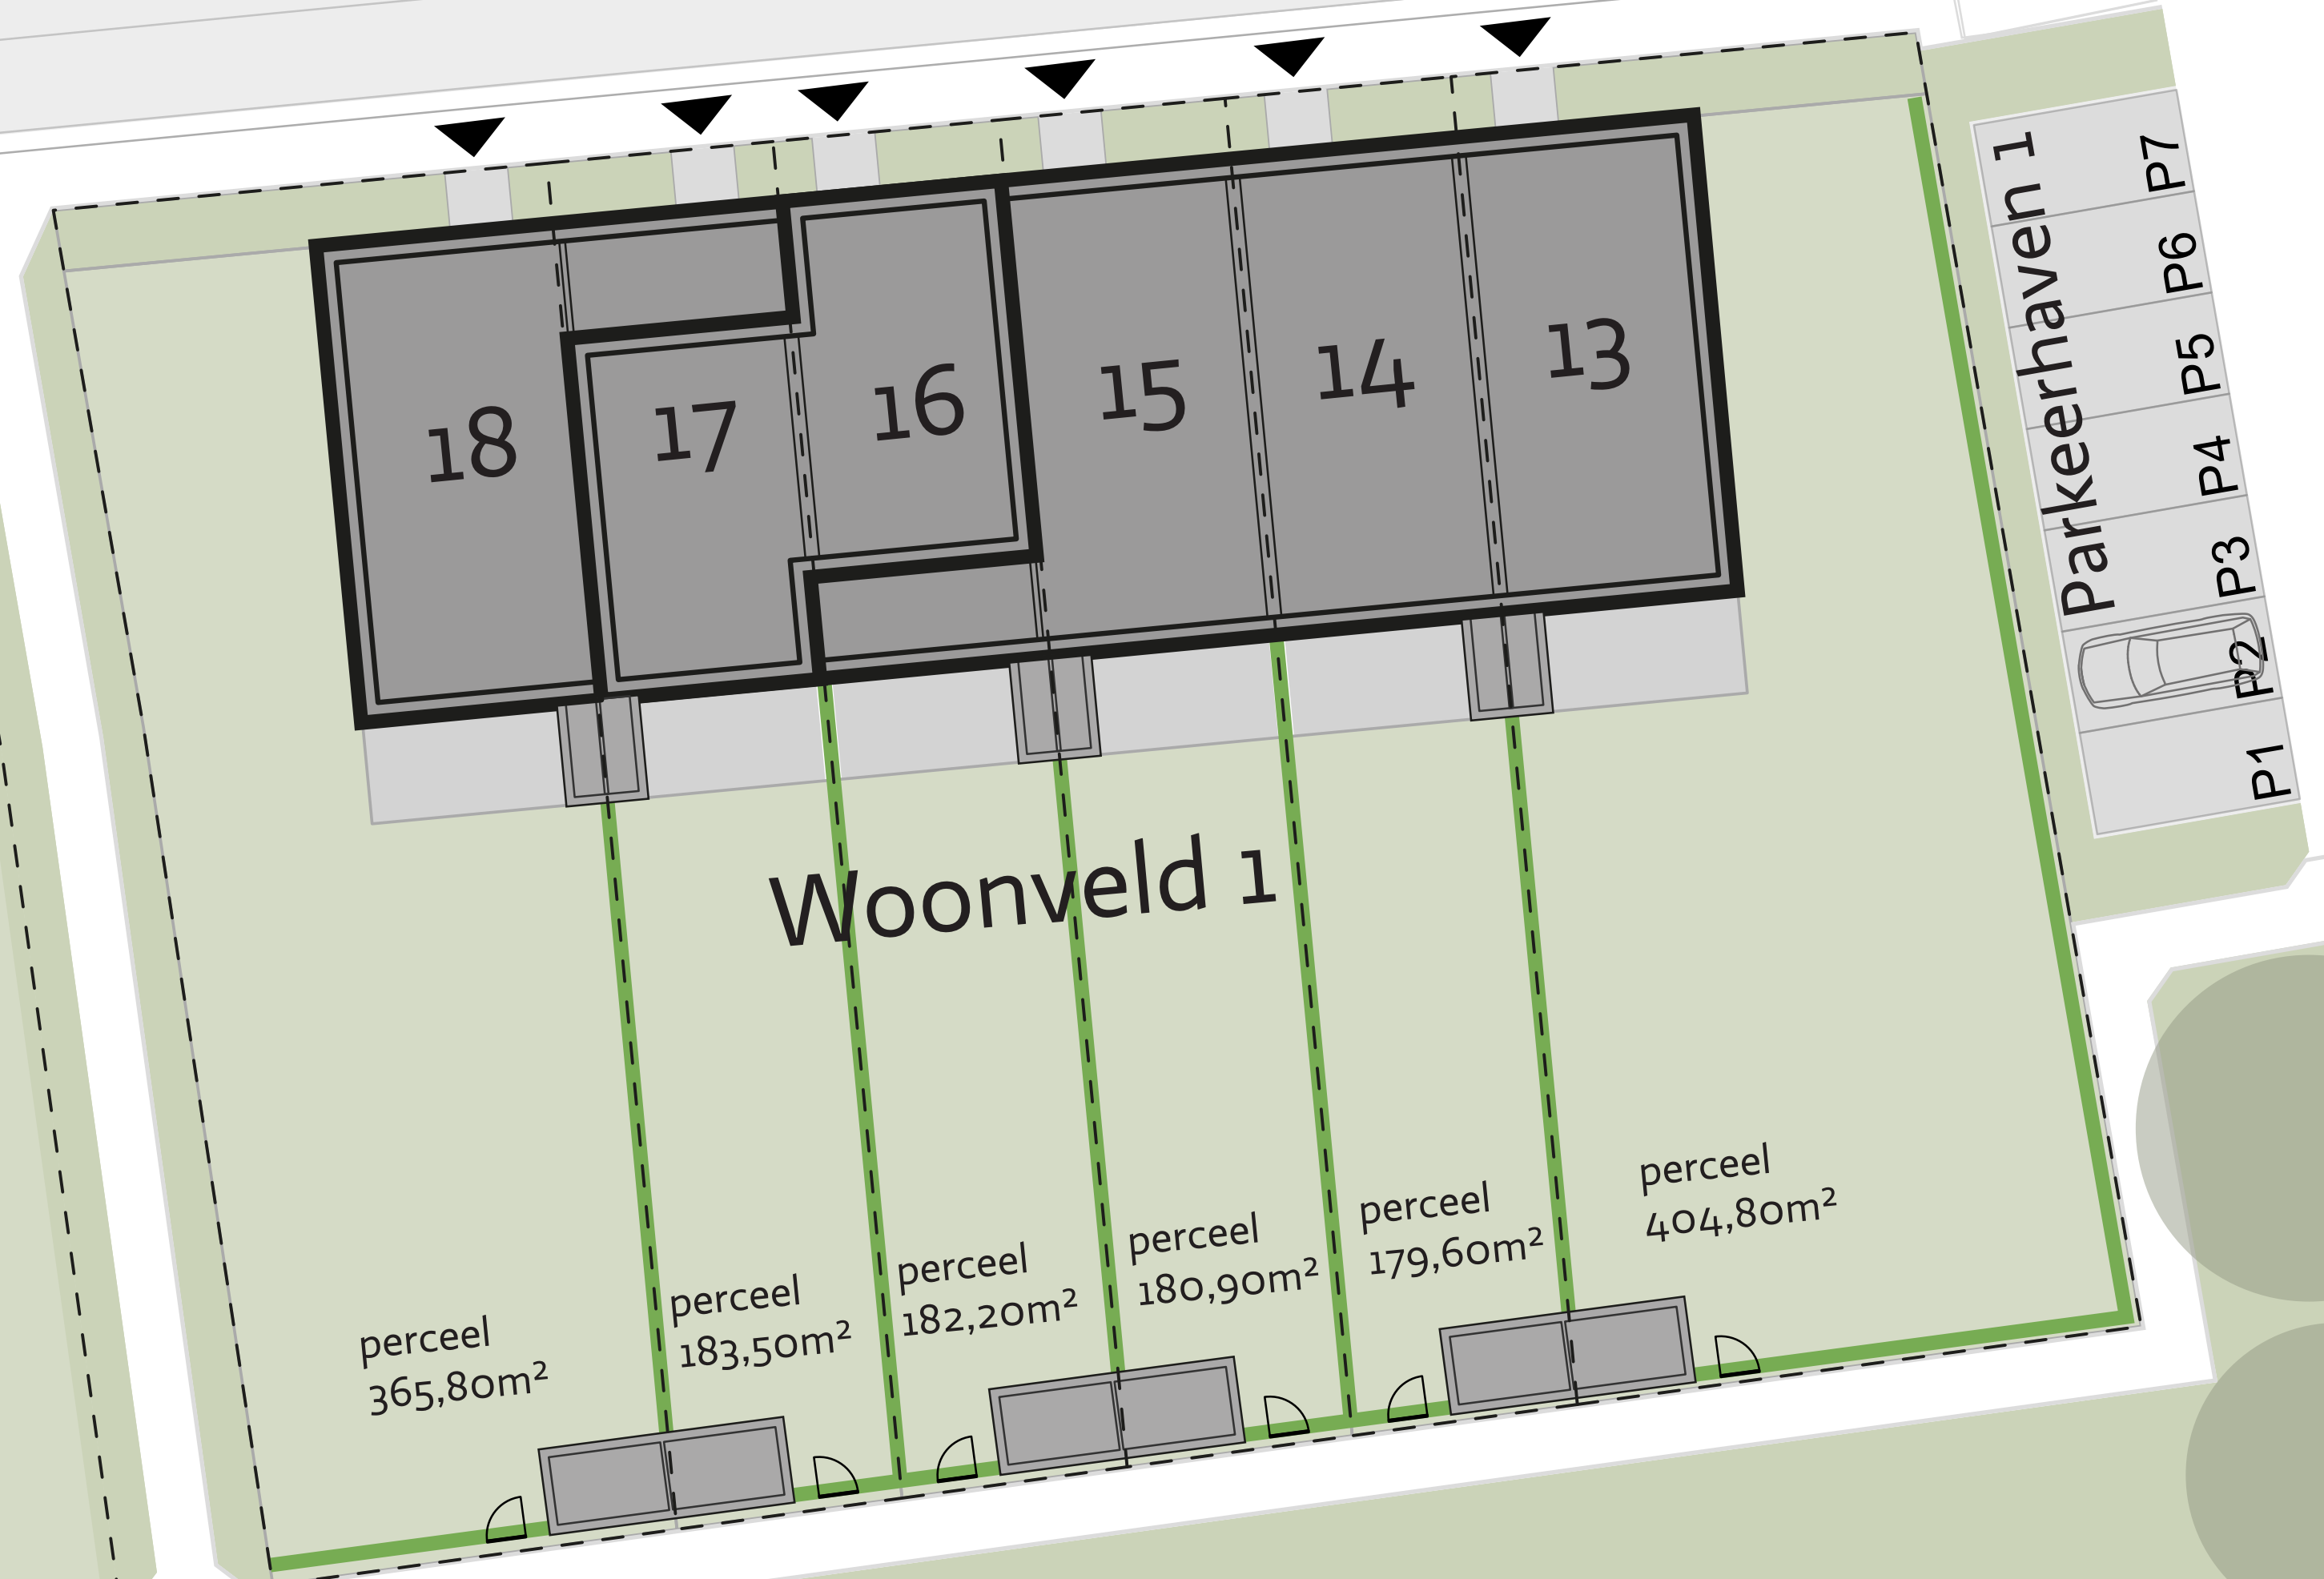 18
17
16
15
14
13
Parkeerhaven 1
P7
P6
P5
P4
P3
P2
P1
Woonveld 1
perceel
365,80m²
perceel
183,50m²
perceel
182,20m²
perceel
180,90m²
perceel
179,60m²
perceel
404,80m²